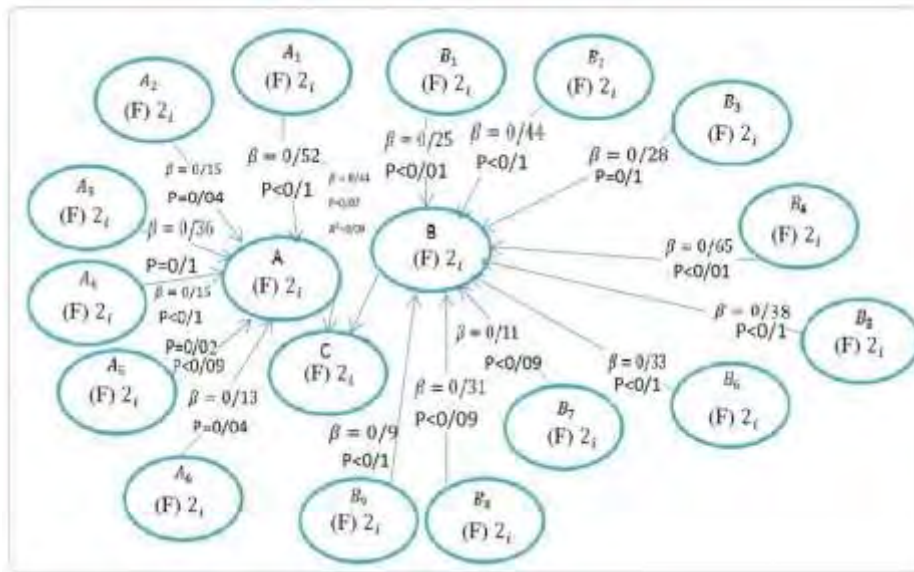 A₁
(F) 2ᵢ
A₂
(F) 2ᵢ
B₁
(F) 2ᵢ
B₂
(F) 2ᵢ
B₃
(F) 2ᵢ
β = 0/15
P=0/04
β = 0/52
P<0/1
β = 0/25
P<0/01
β = 0/44
P<0/1
β = 0/28
P=0/1
A₃
(F) 2ᵢ
β = 0/36
P=0/1
A
(F) 2ᵢ
B
(F) 2ᵢ
B₄
(F) 2ᵢ
β = 0/65
P<0/01
A₄
(F) 2ᵢ
β = 0/15
P<0/1
P=0/02
P<0/09
C
(F) 2ᵢ
β = 0/38
P<0/1
(F) 2ᵢ
A₅
(F) 2ᵢ
β = 0/13
P=0/04
β = 0/11
P<0/09
β = 0/33
P<0/1
B₆
(F) 2ᵢ
β = 0/31
P<0/09
B₇
(F) 2ᵢ
β = 0/9
P<0/1
A₆
(F) 2ᵢ
B₉
(F) 2ᵢ
B₈
(F) 2ᵢ